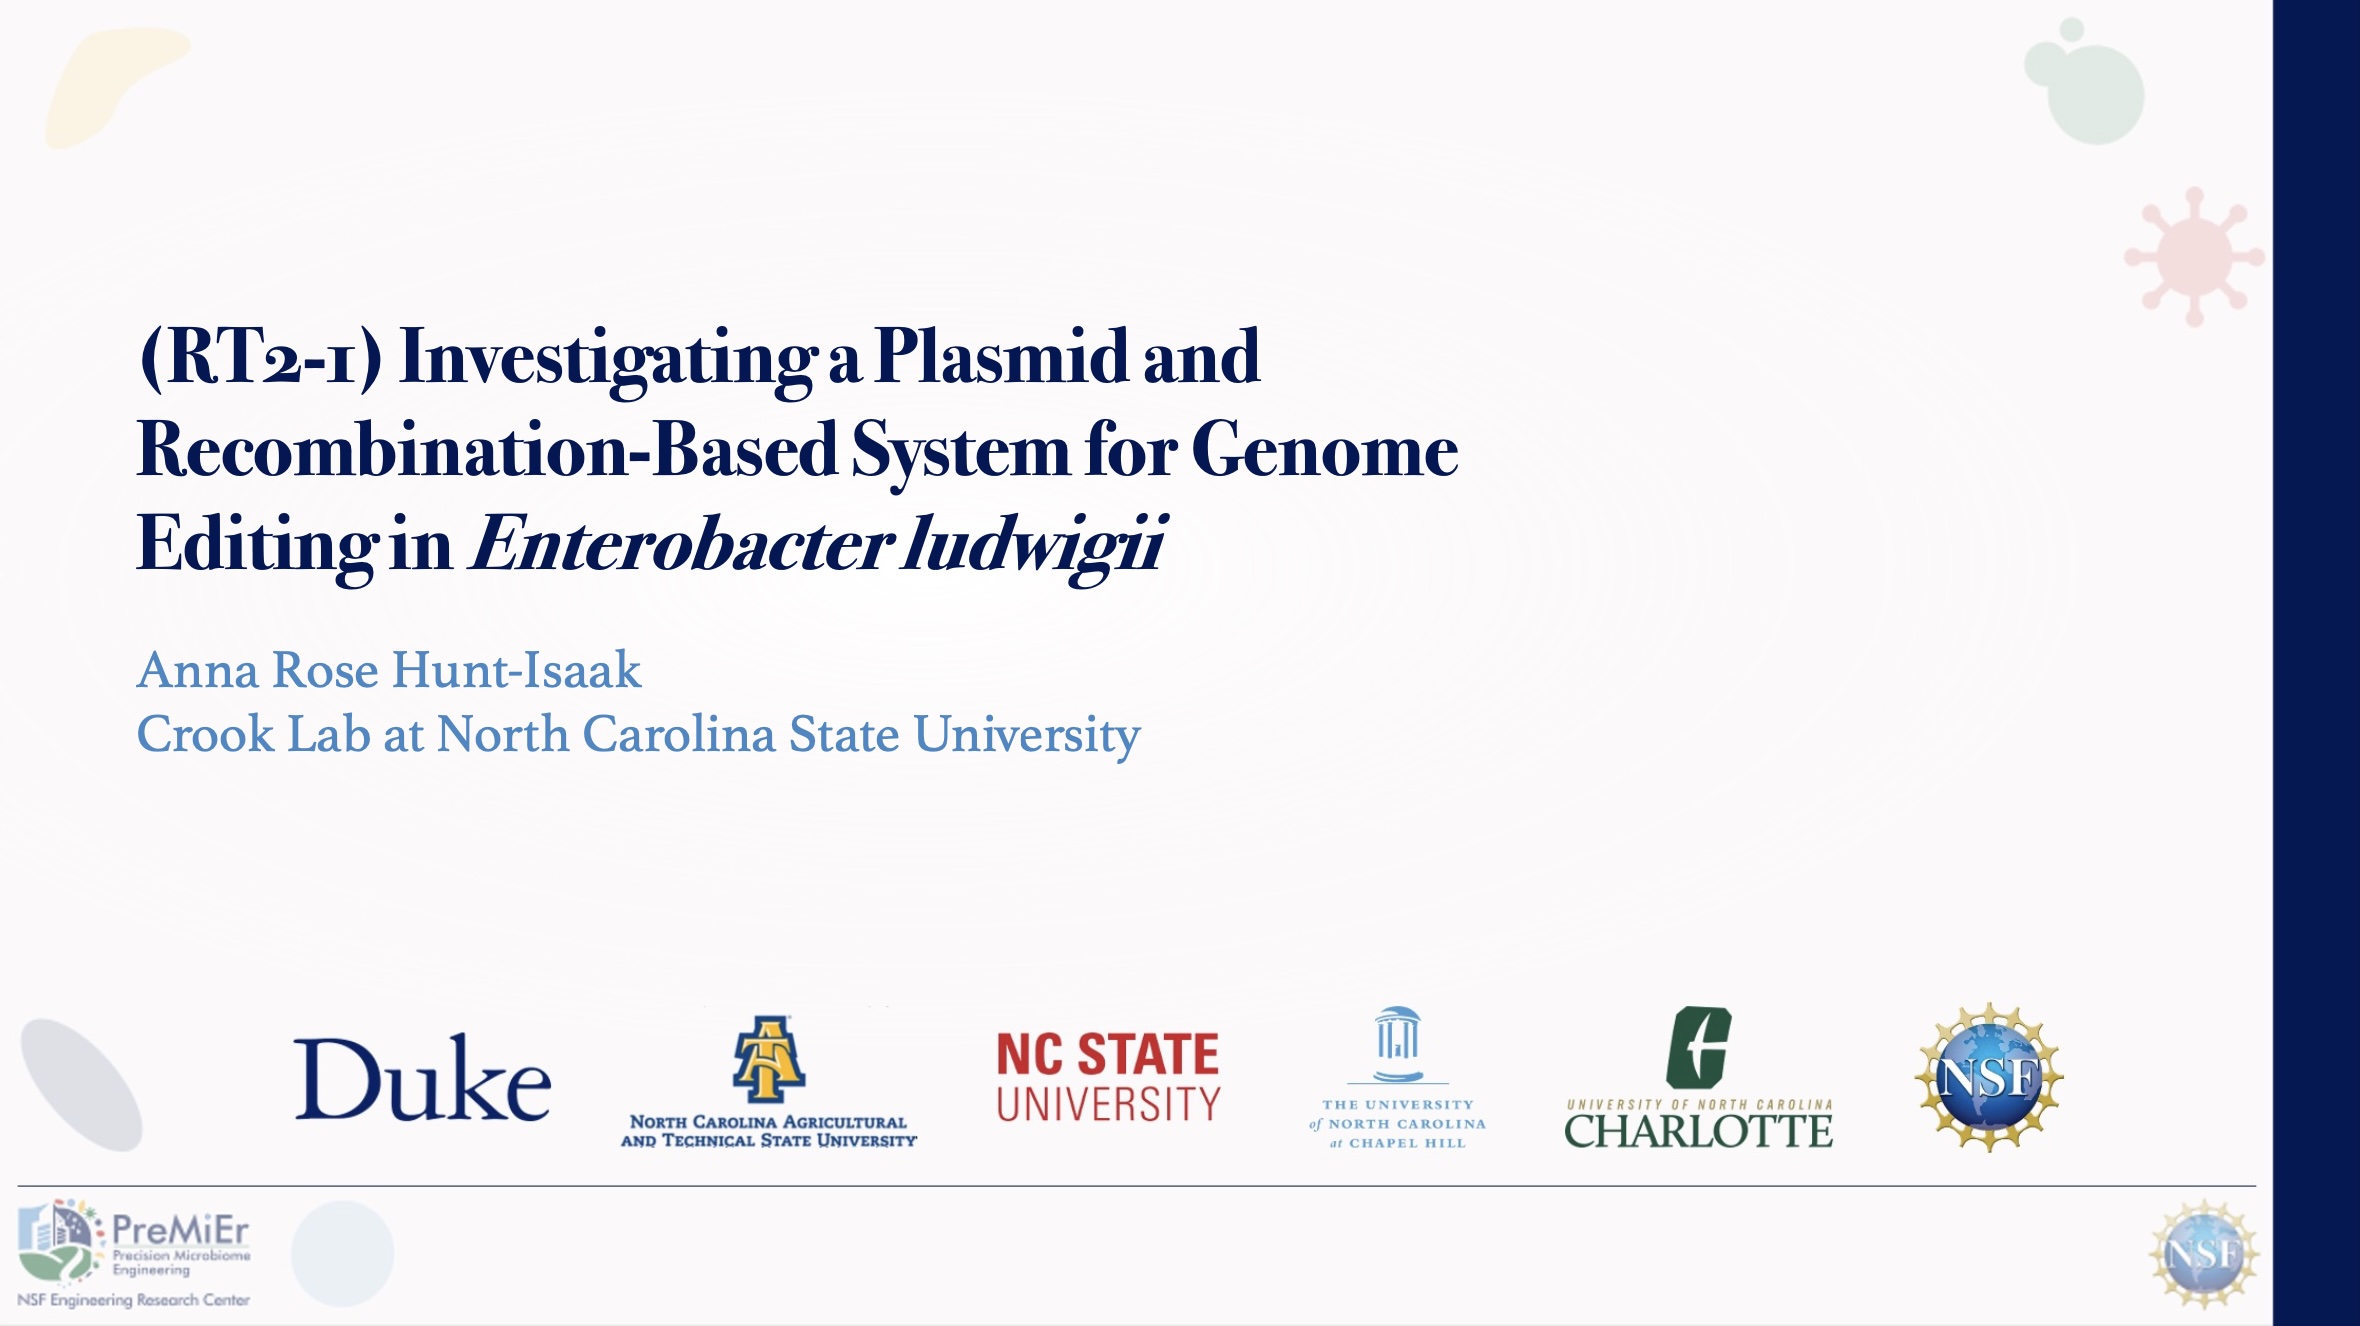 (RT2-1) Investigating a Plasmid and
Recombination-Based System for Genome
Editing in Enterobacter ludwigii
Anna Rose Hunt-Isaak
Crook Lab at North Carolina State University
Duke
NORTH CAROLINA AGRICULTURAL
AND TECHNICAL STATE UNIVERSITY
NC STATE
UNIVERSITY
THE UNIVERSITY
of NORTH CAROLINA
at CHAPEL HILL
UNIVERSITY OF NORTH CAROLINA
CHARLOTTE
NSF
PreMiEr
Precision Microbiome
Engineering
NSF Engineering Research Center
NSF